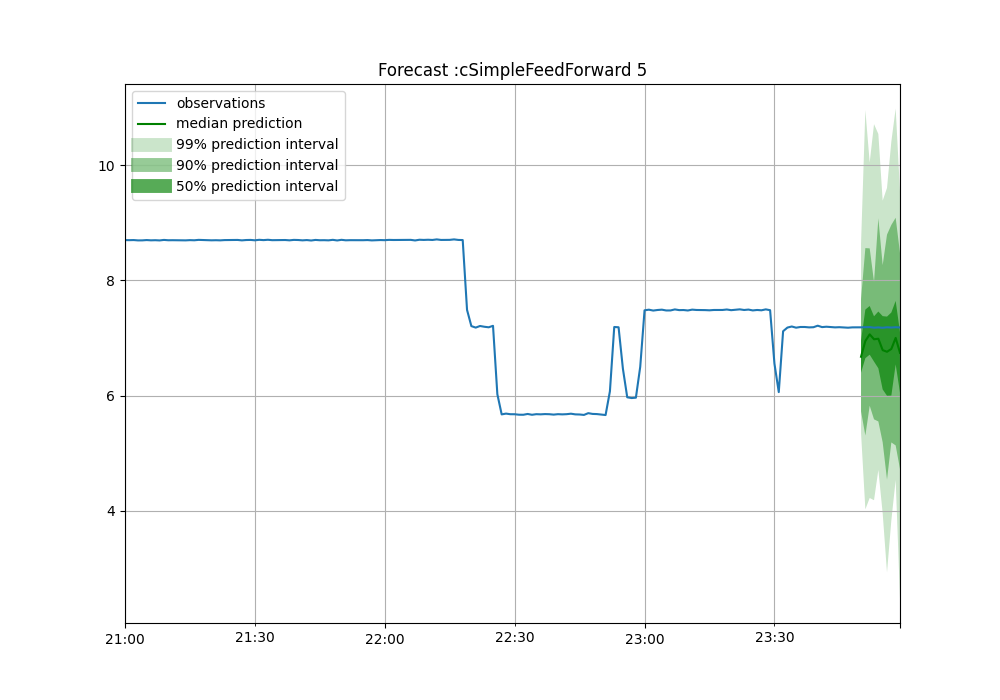 Forecast :cSimpleFeedForward 5
observations
median prediction
99% prediction interval
90% prediction interval
50% prediction interval
10
8
6
4
21:00
21:30
22:00
22:30
23:00
23:30